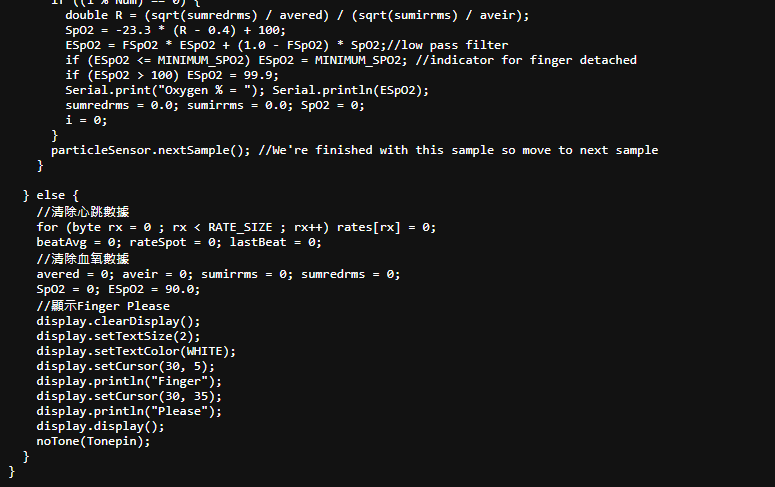 if ((i % Num) == 0) {
double R = (sqrt(sumredrms) / avered) / (sqrt(sumirrms) / aveir);
SpO2 = -23.3 * (R - 0.4) + 100;
ESpO2 = FSpO2 * ESpO2 + (1.0 - FSpO2) * SpO2;//low pass filter
if (ESpO2 <= MINIMUM_SPO2) ESpO2 = MINIMUM_SPO2; //indicator for finger detached
if (ESpO2 > 100) ESpO2 = 99.9;
Serial.print("Oxygen % = "); Serial.println(ESpO2);
sumredrms = 0.0; sumirrms = 0.0; SpO2 = 0;
i = 0;
}
particleSensor.nextSample(); //We're finished with this sample so move to next sample
}
} else {
//清除心跳數據
for (byte rx = 0 ; rx < RATE_SIZE ; rx++) rates[rx] = 0;
beatAvg = 0; rateSpot = 0; lastBeat = 0;
//清除血氧數據
avered = 0; aveir = 0; sumirrms = 0; sumredrms = 0;
SpO2 = 0; ESpO2 = 90.0;
//顯示Finger Please
display.clearDisplay();
display.setTextSize(2);
display.setTextColor(WHITE);
display.setCursor(30, 5);
display.println("Finger");
display.setCursor(30, 35);
display.println("Please");
display.display();
noTone(Tonepin);
}
}